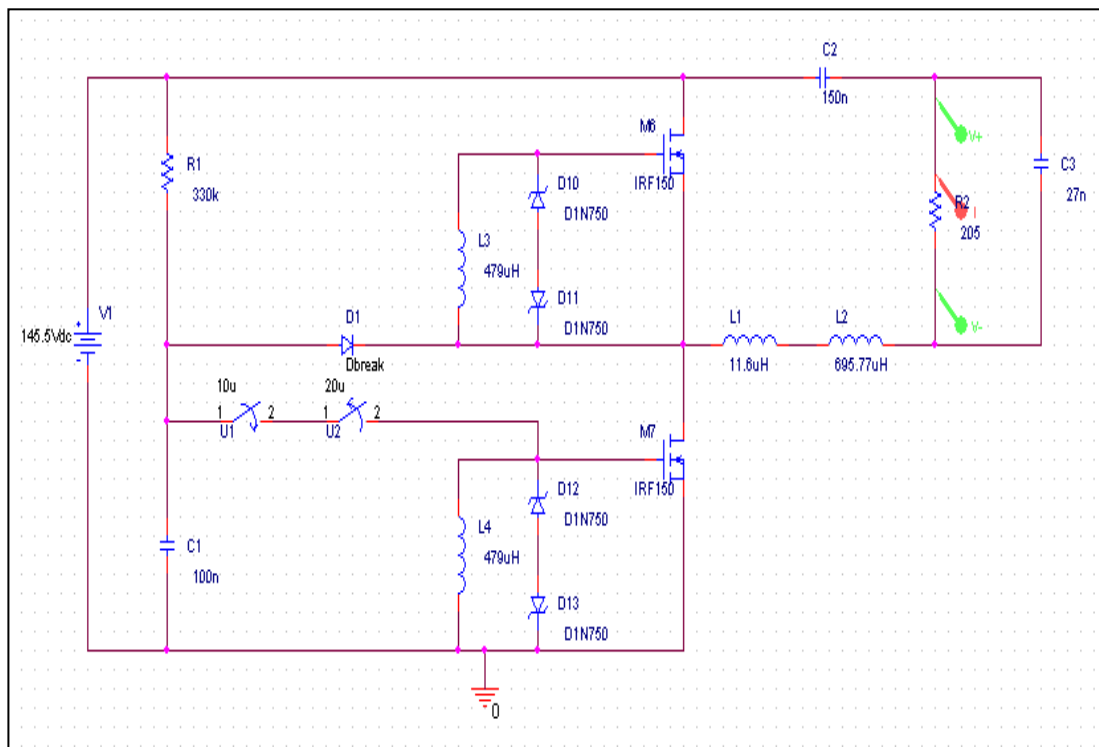 C2
150n
M6
IRF150
R1
330k
D10
D1N750
C3
27n
R2
205
V+
I
V-
L3
479uH
D11
D1N750
V1
145.5Vdc
+
-
D1
Dbreak
L1
11.6uH
L2
695.77uH
10u
1 2
U1
20u
1 2
U2
M7
IRF150
D12
D1N750
L4
479uH
C1
100n
D13
D1N750
0